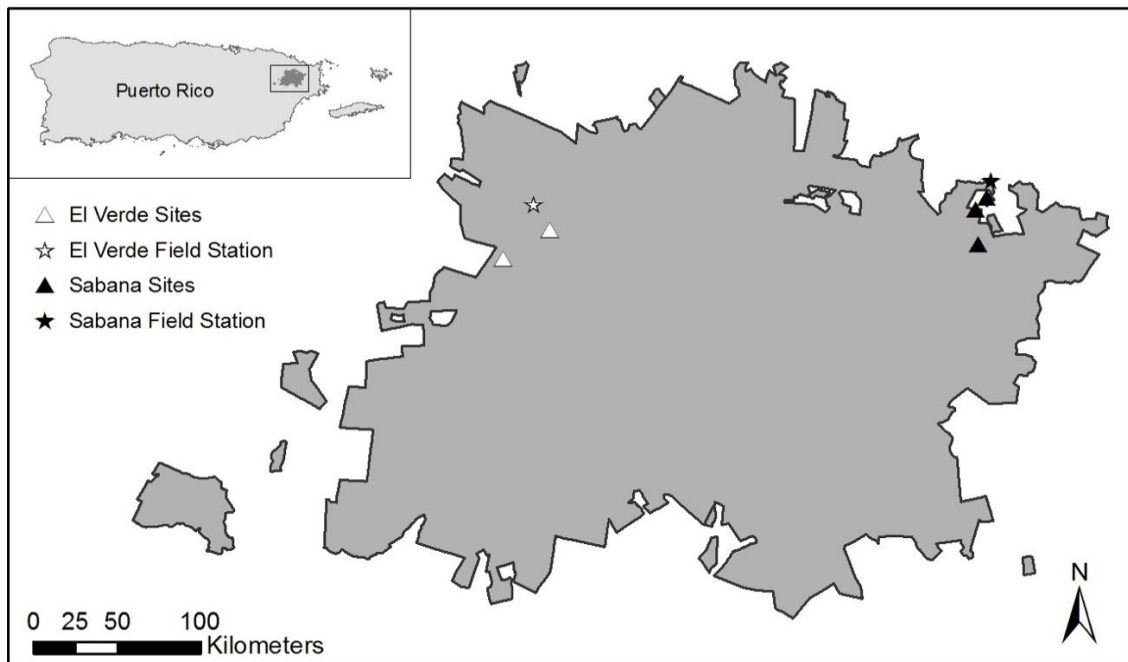 Puerto Rico
El Verde Sites
El Verde Field Station
Sabana Sites
Sabana Field Station
0 25 50 100
Kilometers
N